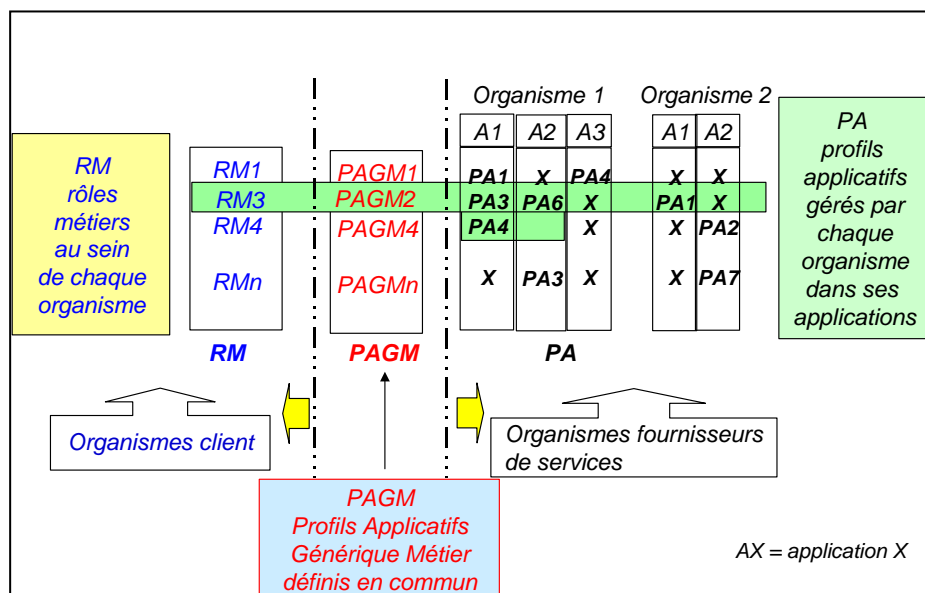 Organisme 1 Organisme 2
A1 A2 A3 A1 A2
RM
rôles
métiers
au sein
de chaque
organisme
RM1 PAGM1 PA1 X PA4 X X
RM3 PAGM2 PA3 PA6 X PA1 X
RM4 PAGM4 PA4 X X PA2
RMn PAGMn X PA3 X X PA7
RM PAGM PA
PA
profils
applicatifs
gérés par
chaque
organisme
dans ses
applications
Organismes client
Organismes fournisseurs
de services
PAGM
Profils Applicatifs
Générique Métier
définis en commun
AX = application X